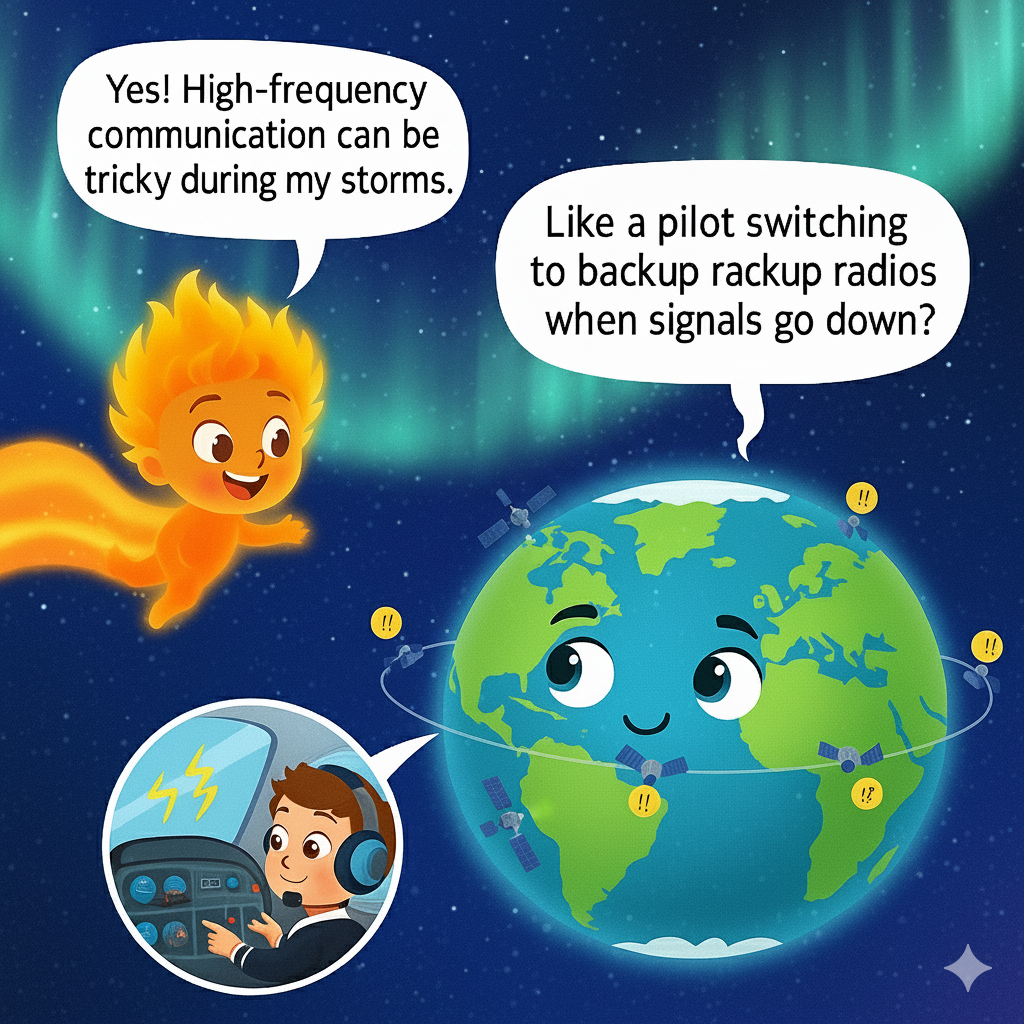 Yes! High-frequency
communication can be
tricky during my storms.
Like a pilot switching
to backup rackup radios
when signals go down?
!!
!!
!!
!!